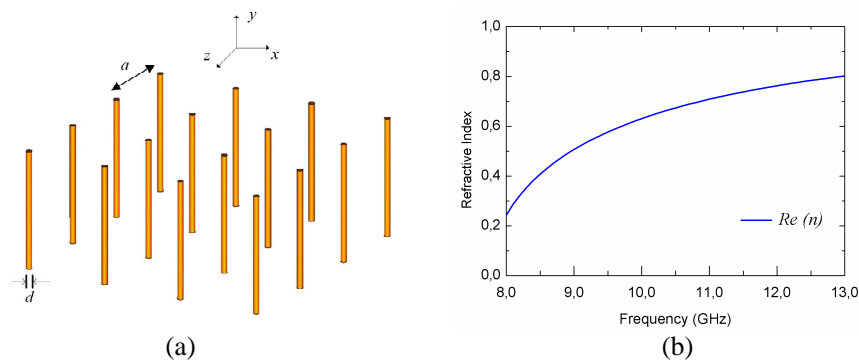 y
x
z
a
d
(a)
Refractive Index
1,0
0,8
0,6
0,4
0,2
0,0
Re (n)
8,0 9,0 10,0 11,0 12,0 13,0
Frequency (GHz)
(b)